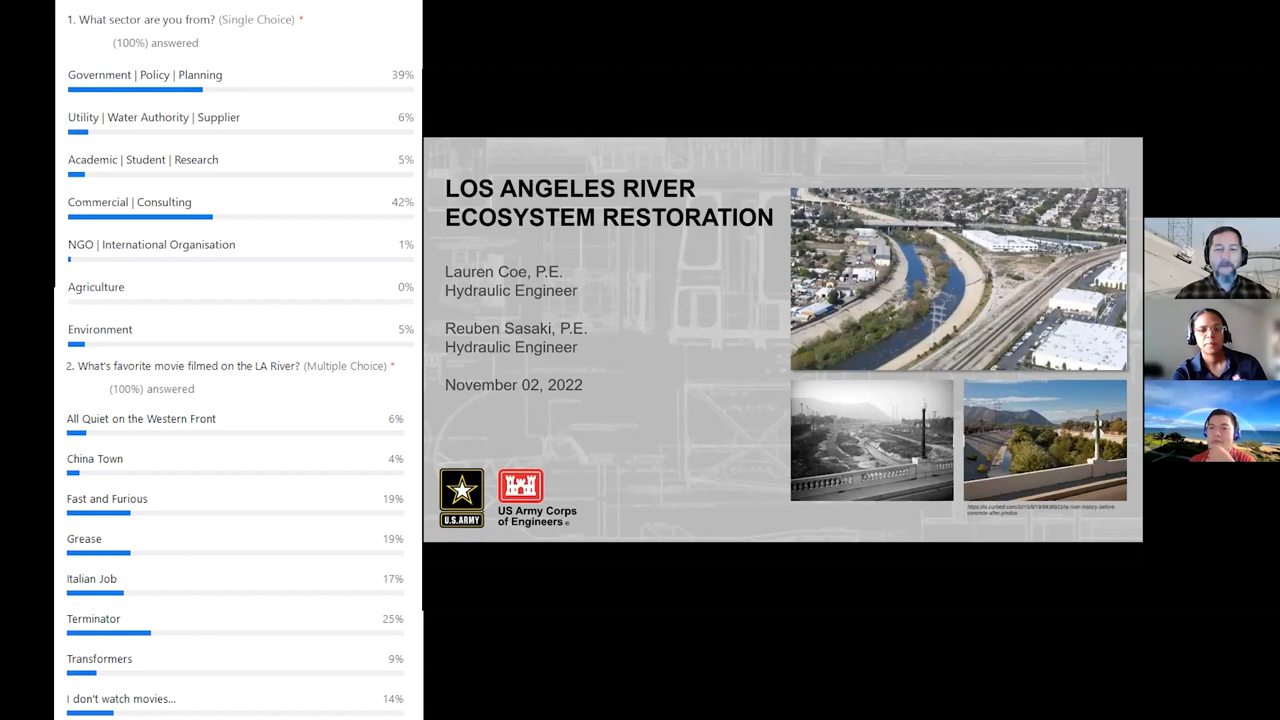 1. What sector are you from? (Single Choice) *
(100%) answered
Government | Policy | Planning 39%
Utility | Water Authority | Supplier 6%
Academic | Student | Research 5%
Commercial | Consulting 42%
NGO | International Organisation 1%
Agriculture 0%
Environment 5%
2. What's favorite movie filmed on the LA River? (Multiple Choice) *
(100%) answered
All Quiet on the Western Front 6%
China Town 4%
Fast and Furious 19%
Grease 19%
Italian Job 17%
Terminator 25%
Transformers 9%
I don't watch movies... 14%
LOS ANGELES RIVER
ECOSYSTEM RESTORATION
Lauren Coe, P.E.
Hydraulic Engineer
Reuben Sasaki, P.E.
Hydraulic Engineer
November 02, 2022
U.S. ARMY
US Army Corps
of Engineers®
concrete-after-photos